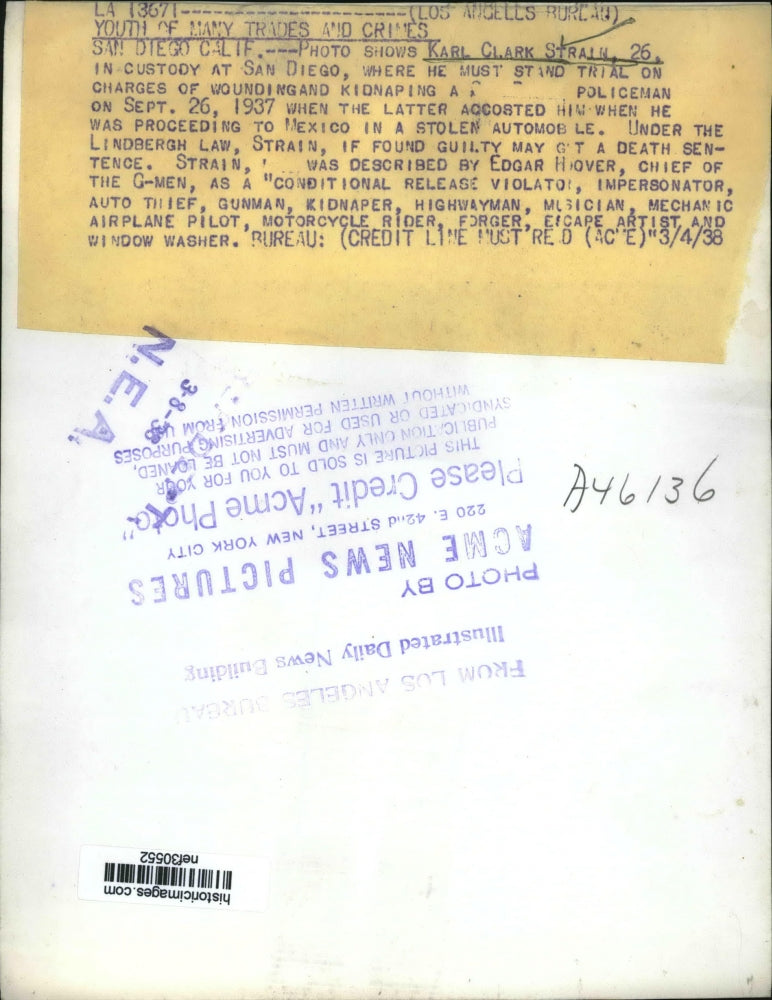 LA 13671----------------------(LOS ANGELES BUREAU)
YOUTH OF MANY TRADES AND CRIMES
SAN DIEGO CALIF.---PHOTO SHOWS KARL CLARK STRAIN, 26,
IN CUSTODY AT SAN DIEGO, WHERE HE MUST STAND TRIAL ON
CHARGES OF WOUNDINGAND KIDNAPING A POLICEMAN
ON SEPT. 26, 1937 WHEN THE LATTER ACCOSTED HIM WHEN HE
WAS PROCEEDING TO MEXICO IN A STOLEN AUTOMOB LE. UNDER THE
LINDBERGH LAW, STRAIN, IF FOUND GUILTY MAY G T A DEATH SEN-
TENCE. STRAIN, WAS DESCRIBED BY EDGAR HOOVER, CHIEF OF
THE G-MEN, AS A "CONDITIONAL RELEASE VIOLATOR, IMPERSONATOR,
AUTO THIEF, GUNMAN, KIDNAPER, HIGHWAYMAN, MUSICIAN, MECHANIC
AIRPLANE PILOT, MOTORCYCLE RIDER, FORGER, ESCAPE ARTIST AND
WINDOW WASHER. BUREAU: (CREDIT LINE MUST RE D (ACME)" 3/4/38
N.E.A.
3-8-38
A46136
FROM LOS ANGELES BUREAU
Illustrated Daily News Building
PHOTO BY
ACME NEWS PICTURES
220 E. 42nd STREET, NEW YORK CITY
Please Credit "Acme Photo"
THIS PICTURE IS SOLD TO YOU FOR YOUR
PUBLICATION ONLY AND MUST NOT BE LOANED,
SYNDICATED OR USED FOR ADVERTISING PURPOSES
WITHOUT WRITTEN PERMISSION FROM US
historicimages.com
nef30552